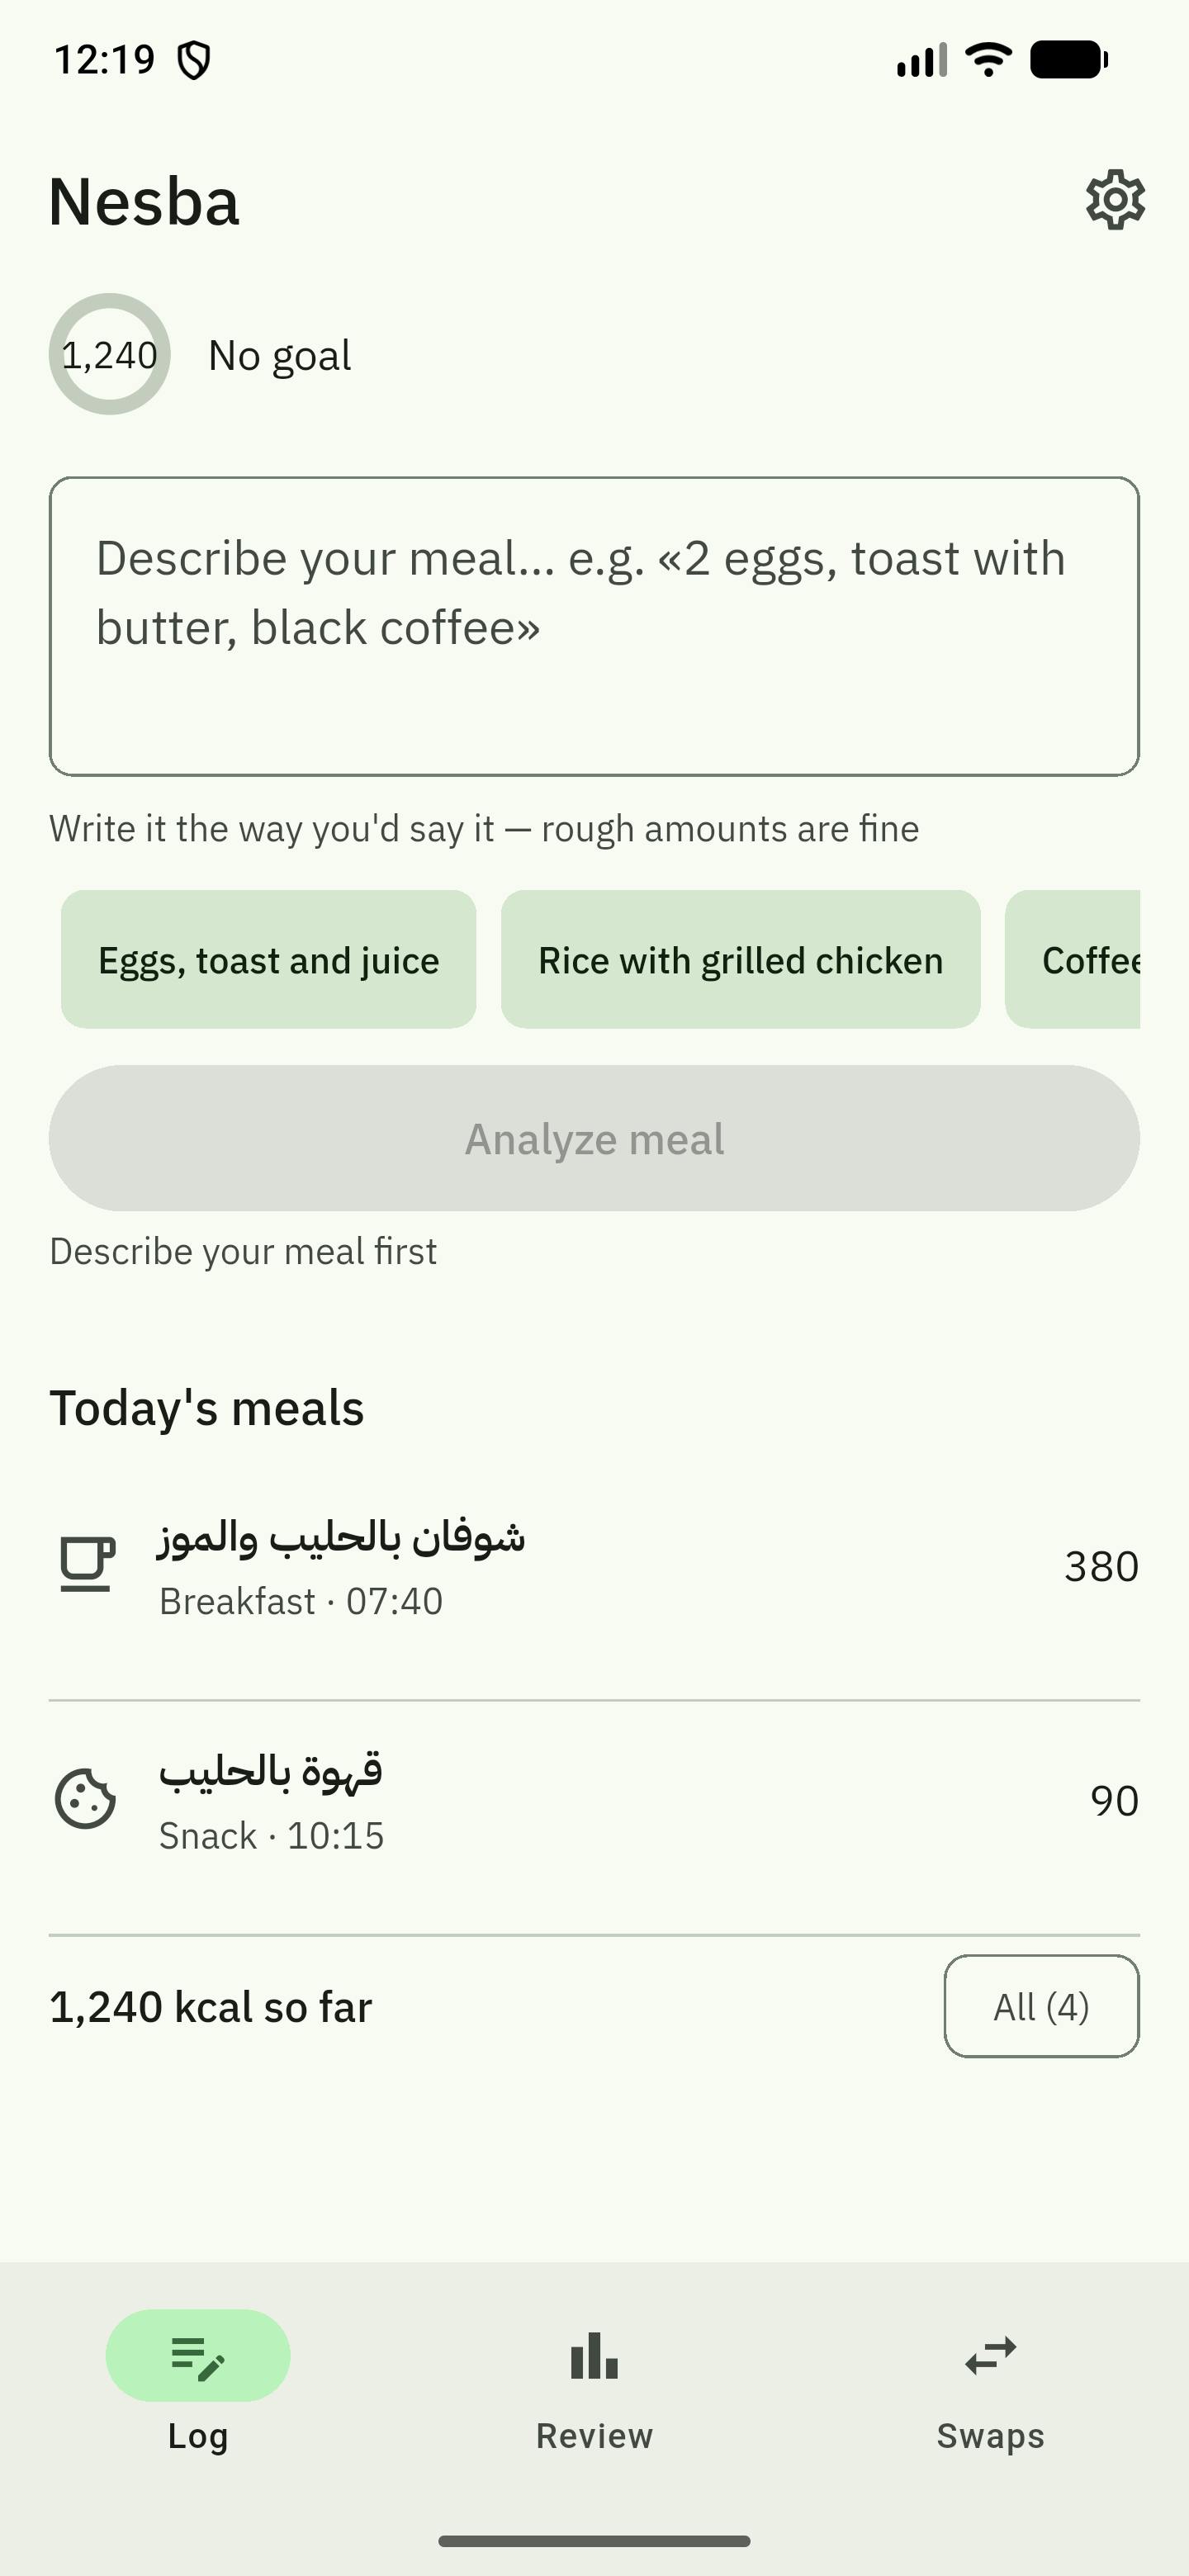 12:19
Nesba
1,240
No goal
Describe your meal... e.g. «2 eggs, toast with
butter, black coffee»
Write it the way you'd say it — rough amounts are fine
Eggs, toast and juice
Rice with grilled chicken
Coffee
Analyze meal
Describe your meal first
Today's meals
شوفان بالحليب والموز
380
Breakfast · 07:40
قهوة بالحليب
90
Snack · 10:15
1,240 kcal so far
All (4)
Log
Review
Swaps